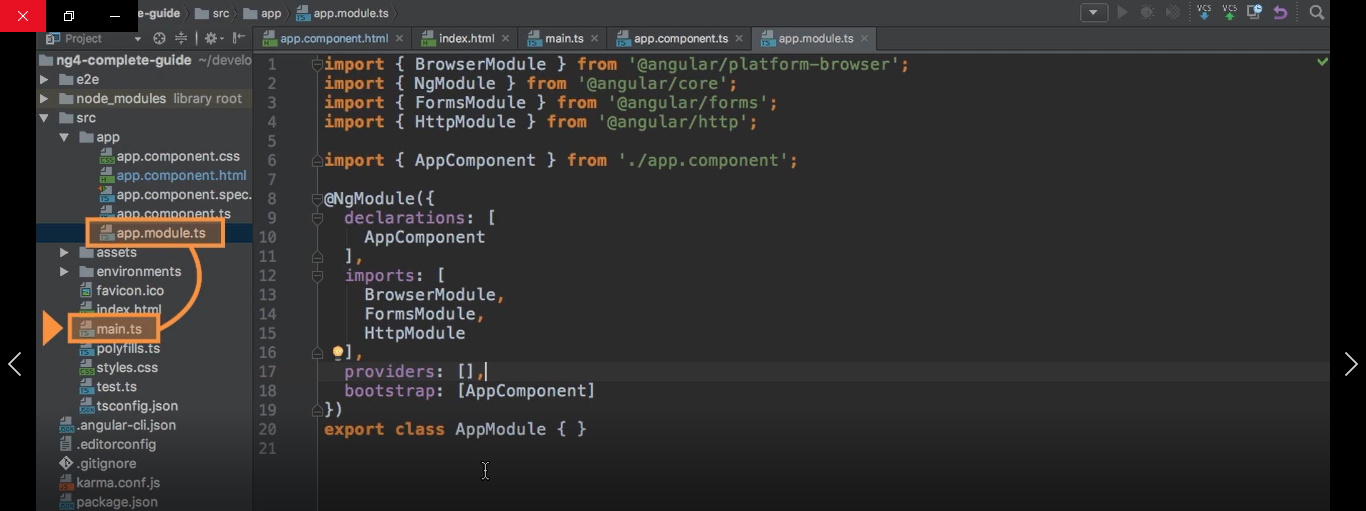 e-guide src app app.module.ts
VCS VCS
Project
app.component.html index.html main.ts app.component.ts app.module.ts
ng4-complete-guide ~/develo
e2e
node_modules library root
src
app
app.component.css
app.component.html
app.component.spec.
app.component.ts
app.module.ts
assets
environments
favicon.ico
index.html
main.ts
polyfills.ts
styles.css
test.ts
tsconfig.json
.angular-cli.json
.editorconfig
.gitignore
karma.conf.js
package.json
1 import { BrowserModule } from '@angular/platform-browser';
2 import { NgModule } from '@angular/core';
3 import { FormsModule } from '@angular/forms';
4 import { HttpModule } from '@angular/http';
5
6 import { AppComponent } from './app.component';
7
8 @NgModule({
9 declarations: [
10 AppComponent
11 ],
12 imports: [
13 BrowserModule,
14 FormsModule,
15 HttpModule
16 ],
17 providers: [],
18 bootstrap: [AppComponent]
19 })
20 export class AppModule { }
21